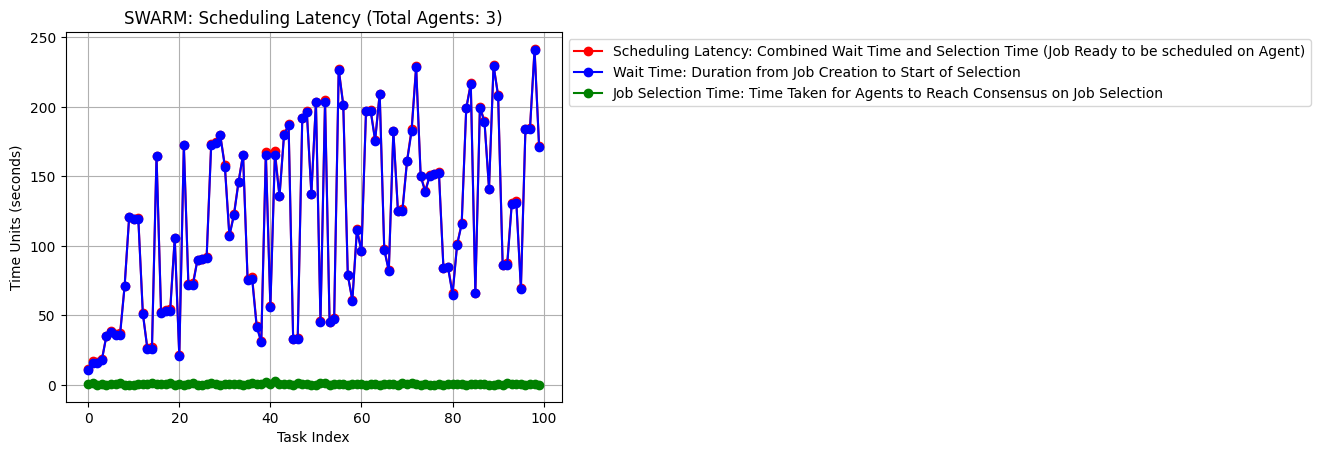 SWARM: Scheduling Latency (Total Agents: 3)
250
200
150
100
50
0
Time Units (seconds)
0 20 40 60 80 100
Task Index
Scheduling Latency: Combined Wait Time and Selection Time (Job Ready to be scheduled on Agent)
Wait Time: Duration from Job Creation to Start of Selection
Job Selection Time: Time Taken for Agents to Reach Consensus on Job Selection